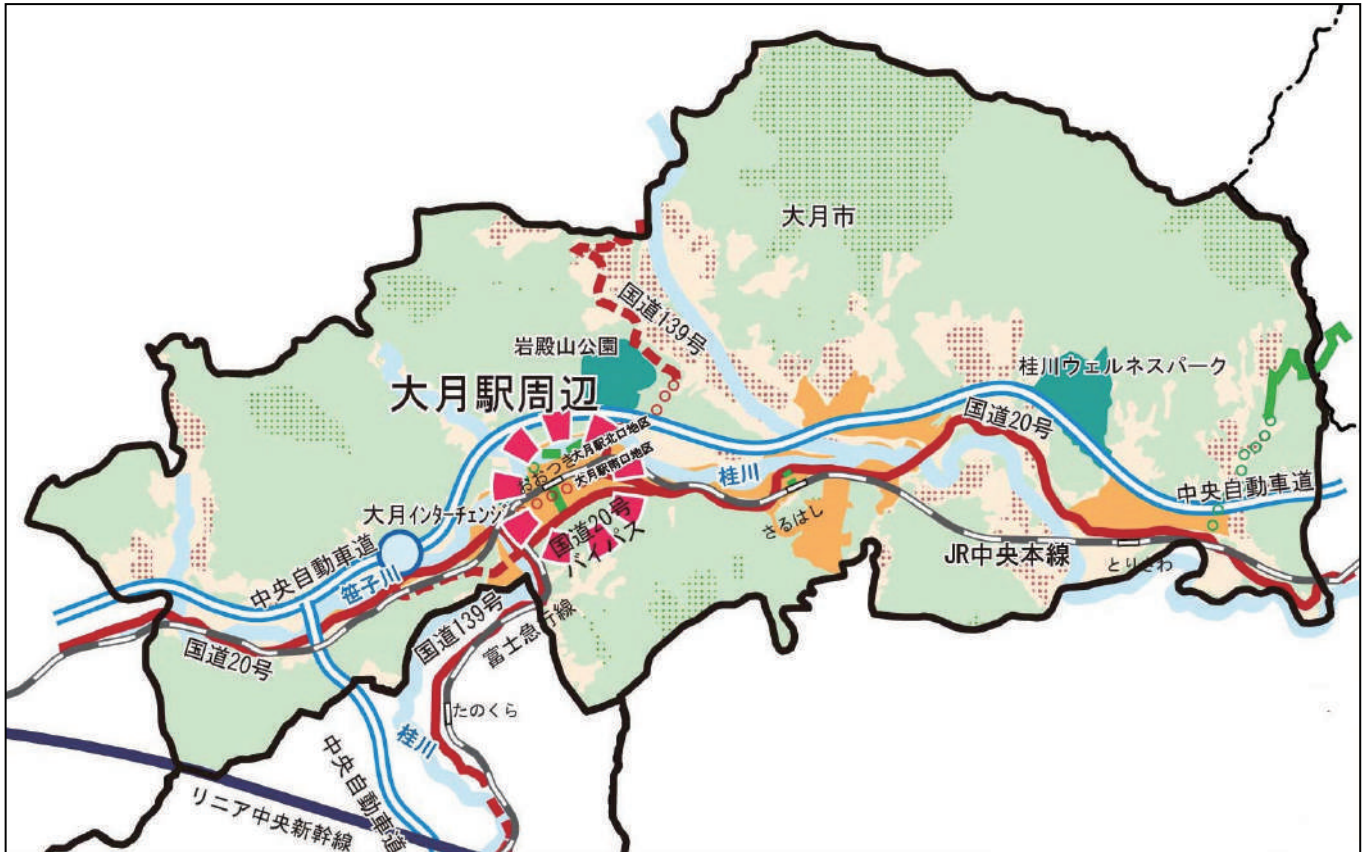 大月市
国道139号
岩殿山公園
桂川ウェルネスパーク
大月駅周辺
国道20号
大月駅北口地区
おおつき
大月駅南口地区
桂川
中央自動車道
大月インターチェンジ
さるはし
国道20号
バイパス
JR中央本線
とりさわ
中央自動車道
笹子川
国道139号
富士急行線
国道20号
たのくら
桂川
中央自動車道
リニア中央新幹線